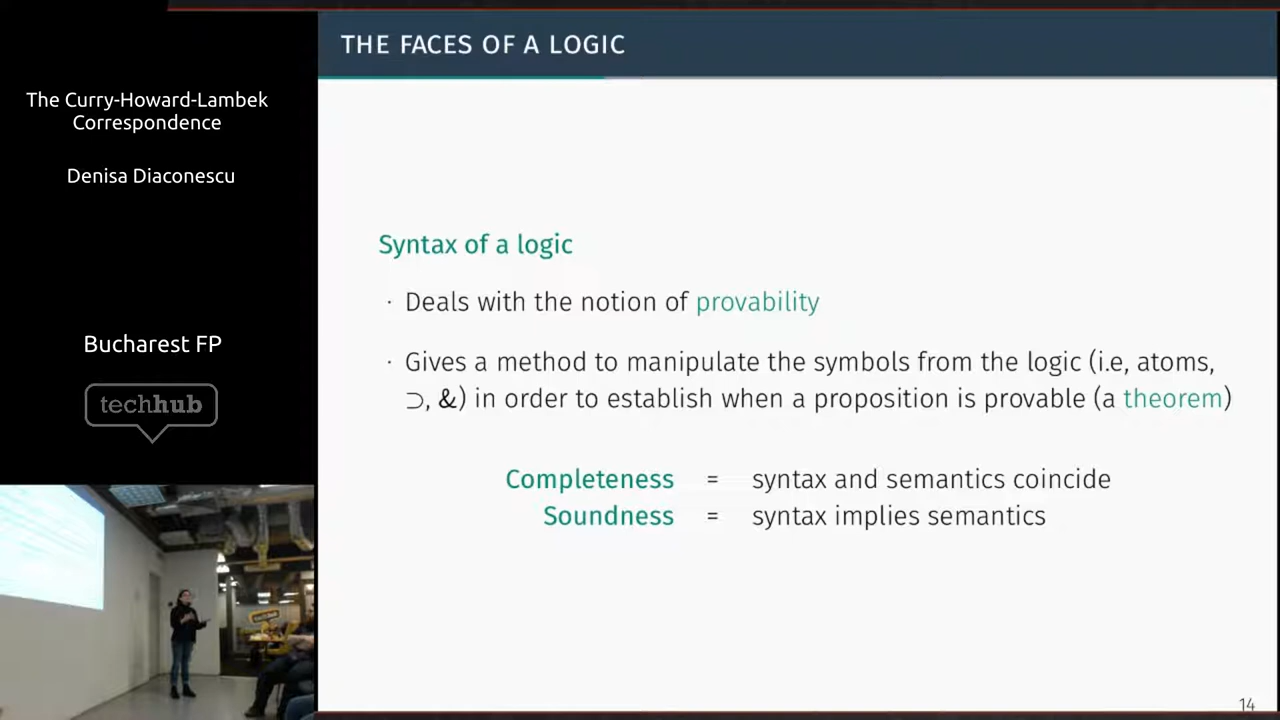 The Curry-Howard-Lambek
Correspondence
Denisa Diaconescu
Bucharest FP
techhub
THE FACES OF A LOGIC
Syntax of a logic
· Deals with the notion of provability
· Gives a method to manipulate the symbols from the logic (i.e, atoms,
⊃, &) in order to establish when a proposition is provable (a theorem)
Completeness = syntax and semantics coincide
Soundness = syntax implies semantics
14